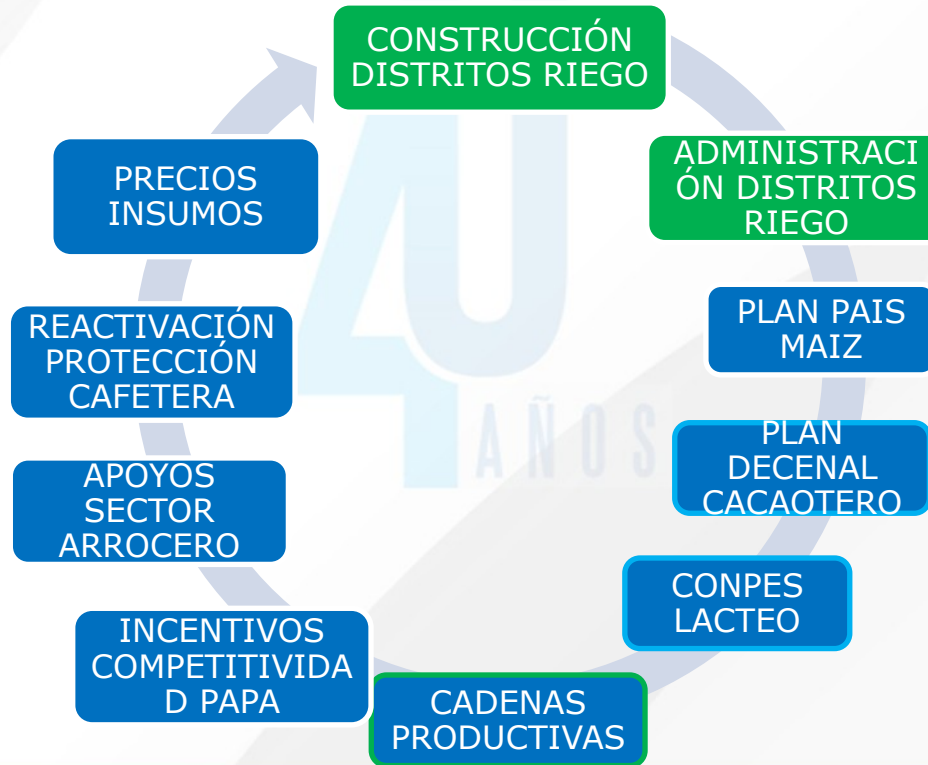 CONSTRUCCIÓN
DISTRITOS RIEGO
ADMINISTRACI
ÓN DISTRITOS
RIEGO
PLAN PAIS
MAIZ
PLAN
DECENAL
CACAOTERO
CONPES
LACTEO
CADENAS
PRODUCTIVAS
INCENTIVOS
COMPETITIVIDA
D PAPA
APOYOS
SECTOR
ARROCERO
REACTIVACIÓN
PROTECCIÓN
CAFETERA
PRECIOS
INSUMOS
4U
AÑOS